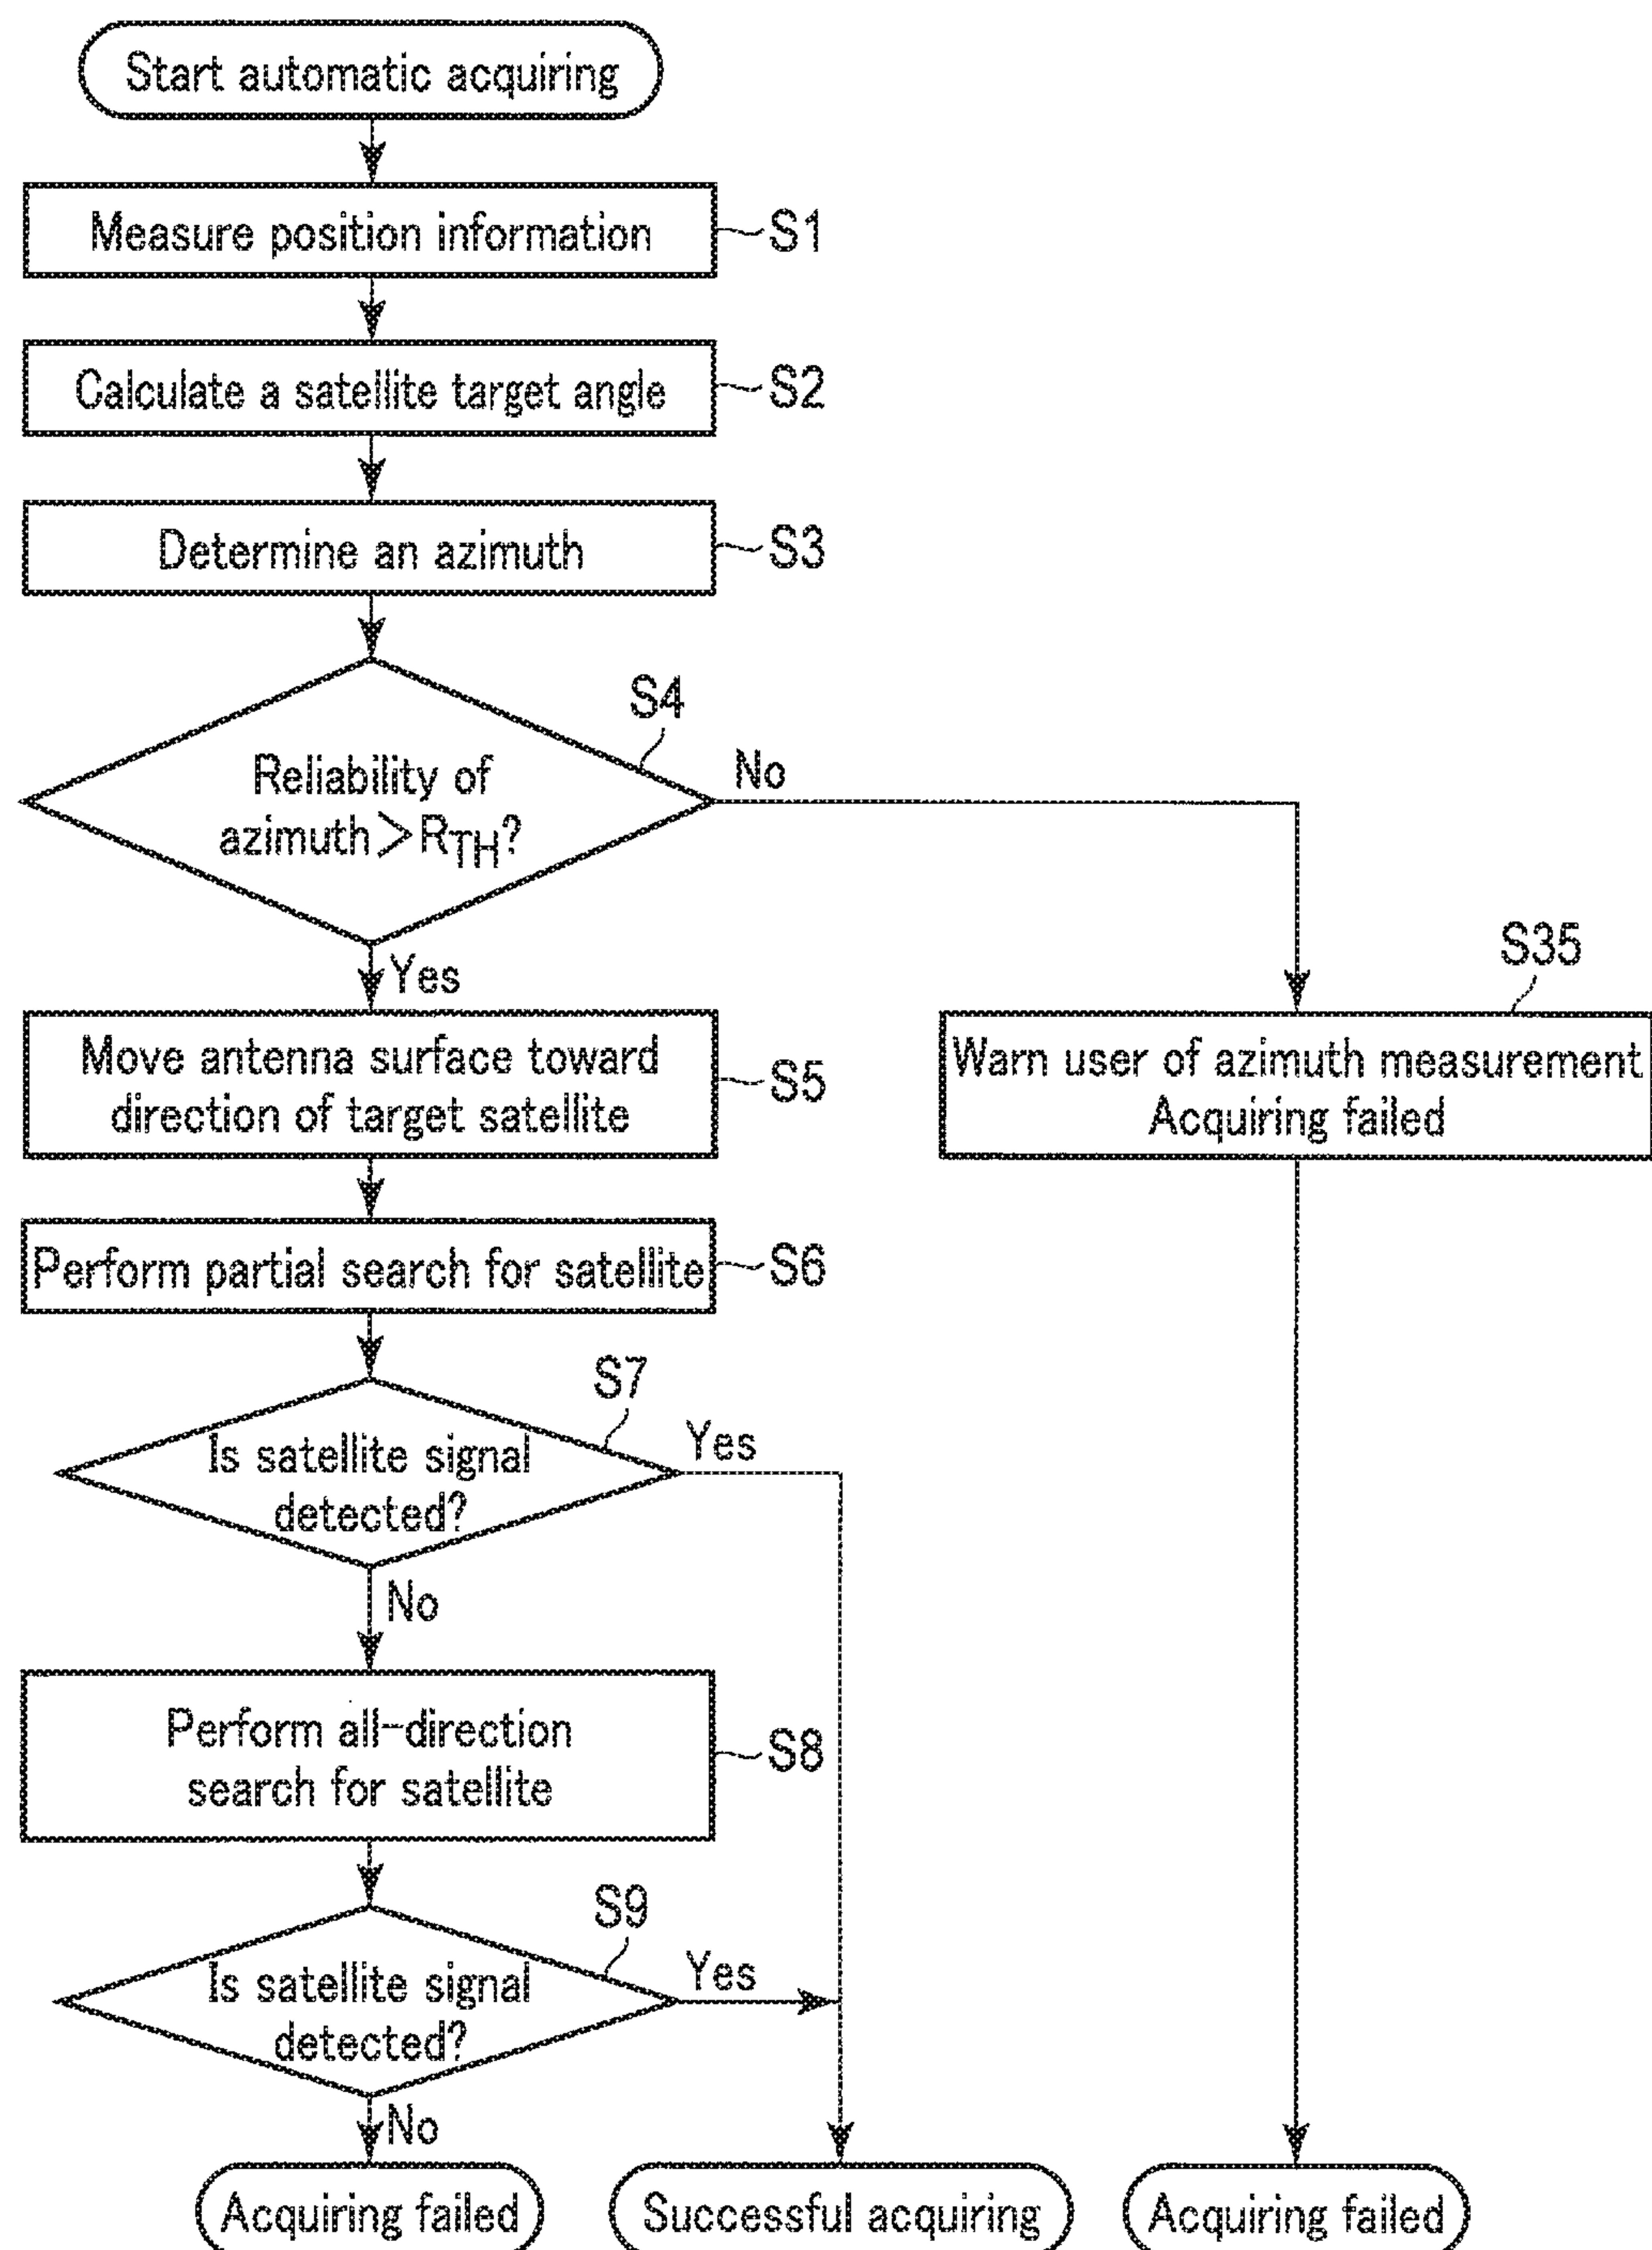 Start automatic acquiring
Measure position information
S1
Calculate a satellite target angle
S2
Determine an azimuth
S3
S4
Reliability of
azimuth>RTH?
No
Yes
S35
Move antenna surface toward
direction of target satellite
S5
Warn user of azimuth measurement
Acquiring failed
Perform partial search for satellite
S6
S7
Is satellite signal
detected?
Yes
No
Perform all-direction
search for satellite
S8
S9
Is satellite signal
detected?
Yes
No
Acquiring failed
Successful acquiring
Acquiring failed